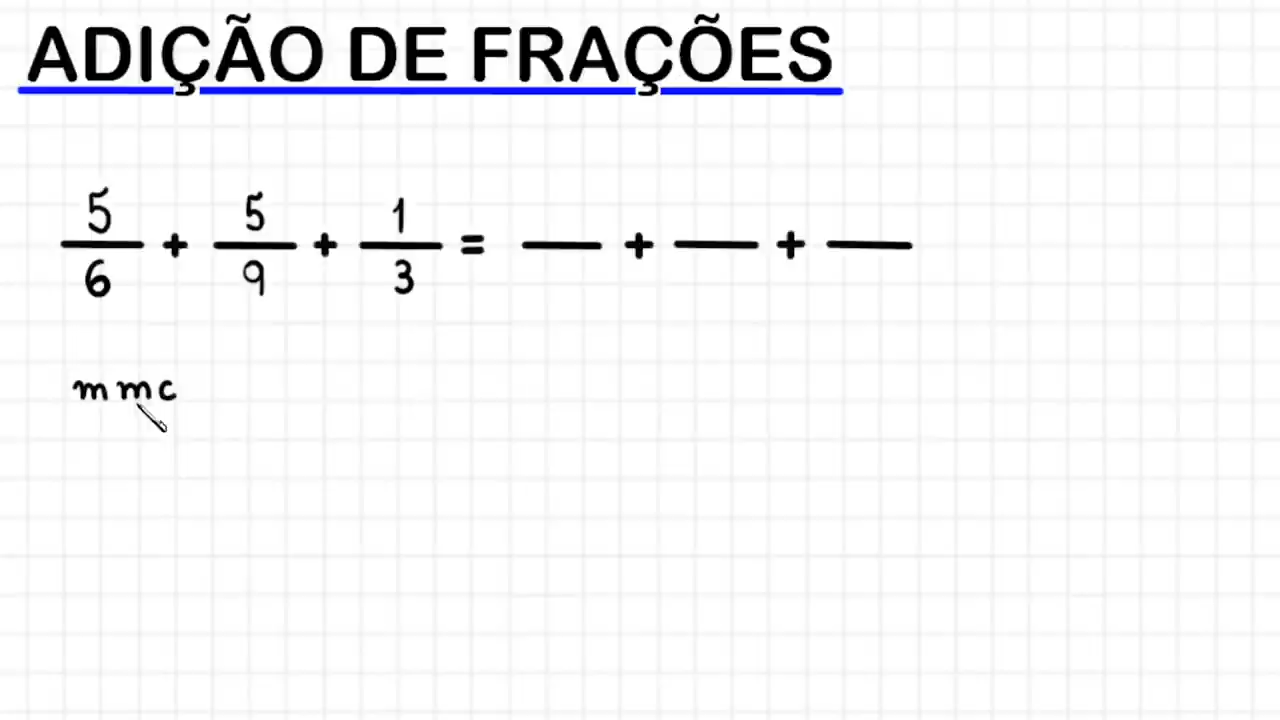 ADIÇÃO DE FRAÇÕES
5/6 + 5/9 + 1/3 = — + — + —
mmc